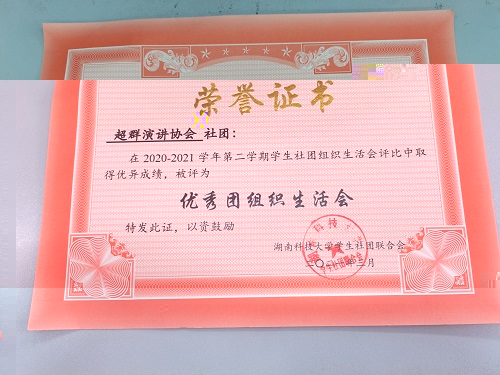 荣誉证书
超群演讲协会 社团：
在 2020-2021 学年第二学期学生社团组织生活会评比中取
得优异成绩，被评为
优秀团组织生活会
特发此证，以资鼓励
湖南科技大学学生社团联合会